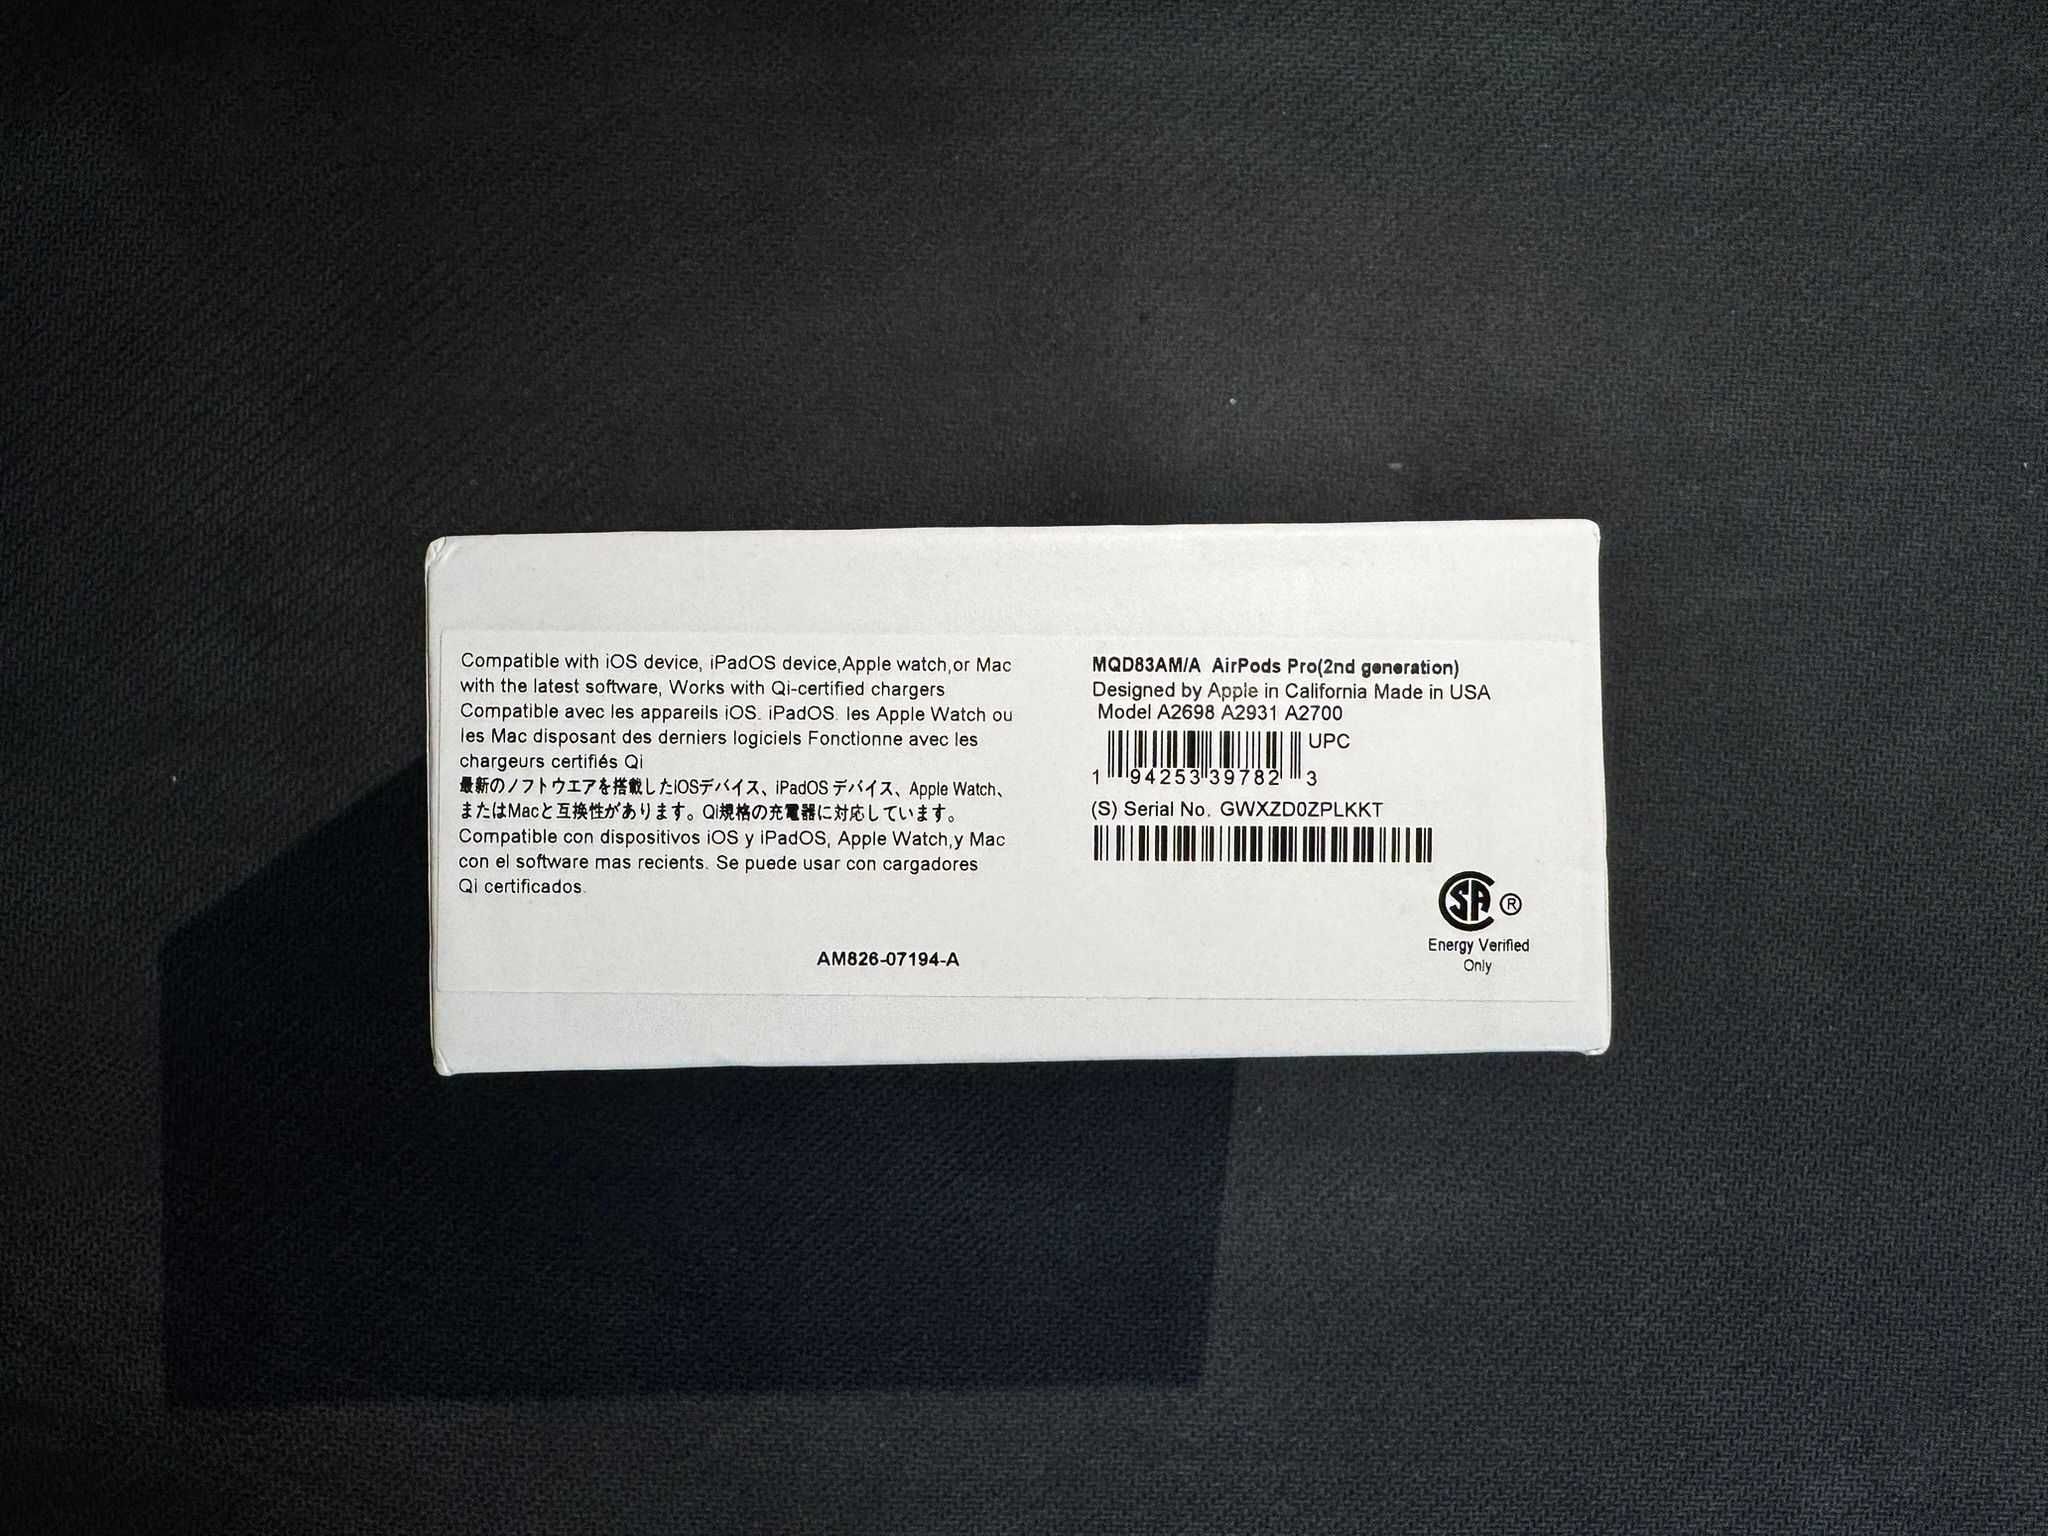 Compatible with iOS device, iPadOS device,Apple watch,or Mac
with the latest software, Works with Qi-certified chargers
Compatible avec les appareils iOS. iPadOS. les Apple Watch ou
les Mac disposant des derniers logiciels Fonctionne avec les
chargeurs certifiés Qi
最新のノフトウエアを搭載したiOSデバイス、iPadOS デバイス、Apple Watch、
またはMacと互換性があります。Qi規格の充電器に対応しています。
Compatible con dispositivos iOS y iPadOS, Apple Watch,y Mac
con el software mas recients. Se puede usar con cargadores
Qi certificados.
AM826-07194-A
MQD83AM/A AirPods Pro(2nd generation)
Designed by Apple in California Made in USA
Model A2698 A2931 A2700
UPC
1 94253 39782 3
(S) Serial No. GWXZD0ZPLKKT
SA ®
Energy Verified
Only